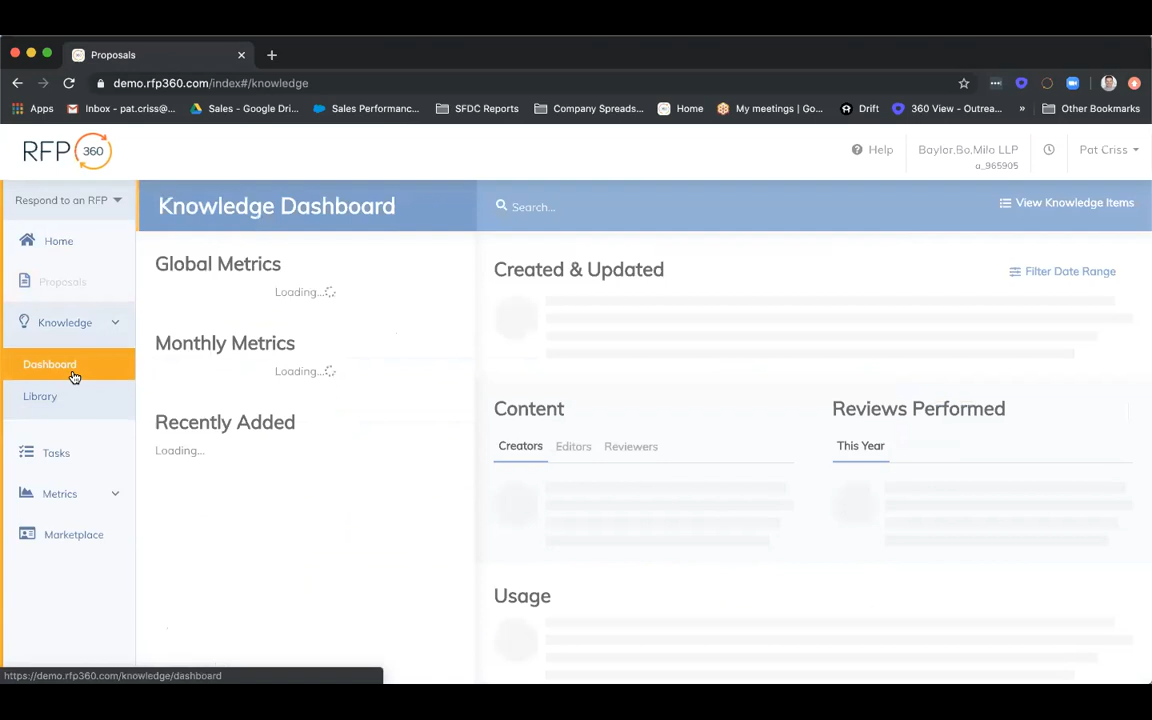 Proposals
demo.rfp360.com/index#/knowledge
Apps
Inbox - pat.criss@...
Sales - Google Dri...
Sales Performanc...
SFDC Reports
Company Spreads...
Home
My meetings | Go...
Drift
360 View - Outrea...
»
Other Bookmarks
RFP 360
Help
Baylor,Bo,Milo LLP
a_965905
Pat Criss
Respond to an RFP
Knowledge Dashboard
Search...
View Knowledge Items
Home
Proposals
Knowledge
Dashboard
Library
Tasks
Metrics
Marketplace
Global Metrics
Loading...
Monthly Metrics
Loading...
Recently Added
Loading...
Created & Updated
Filter Date Range
Content
Creators Editors Reviewers
Reviews Performed
This Year
Usage
https://demo.rfp360.com/knowledge/dashboard